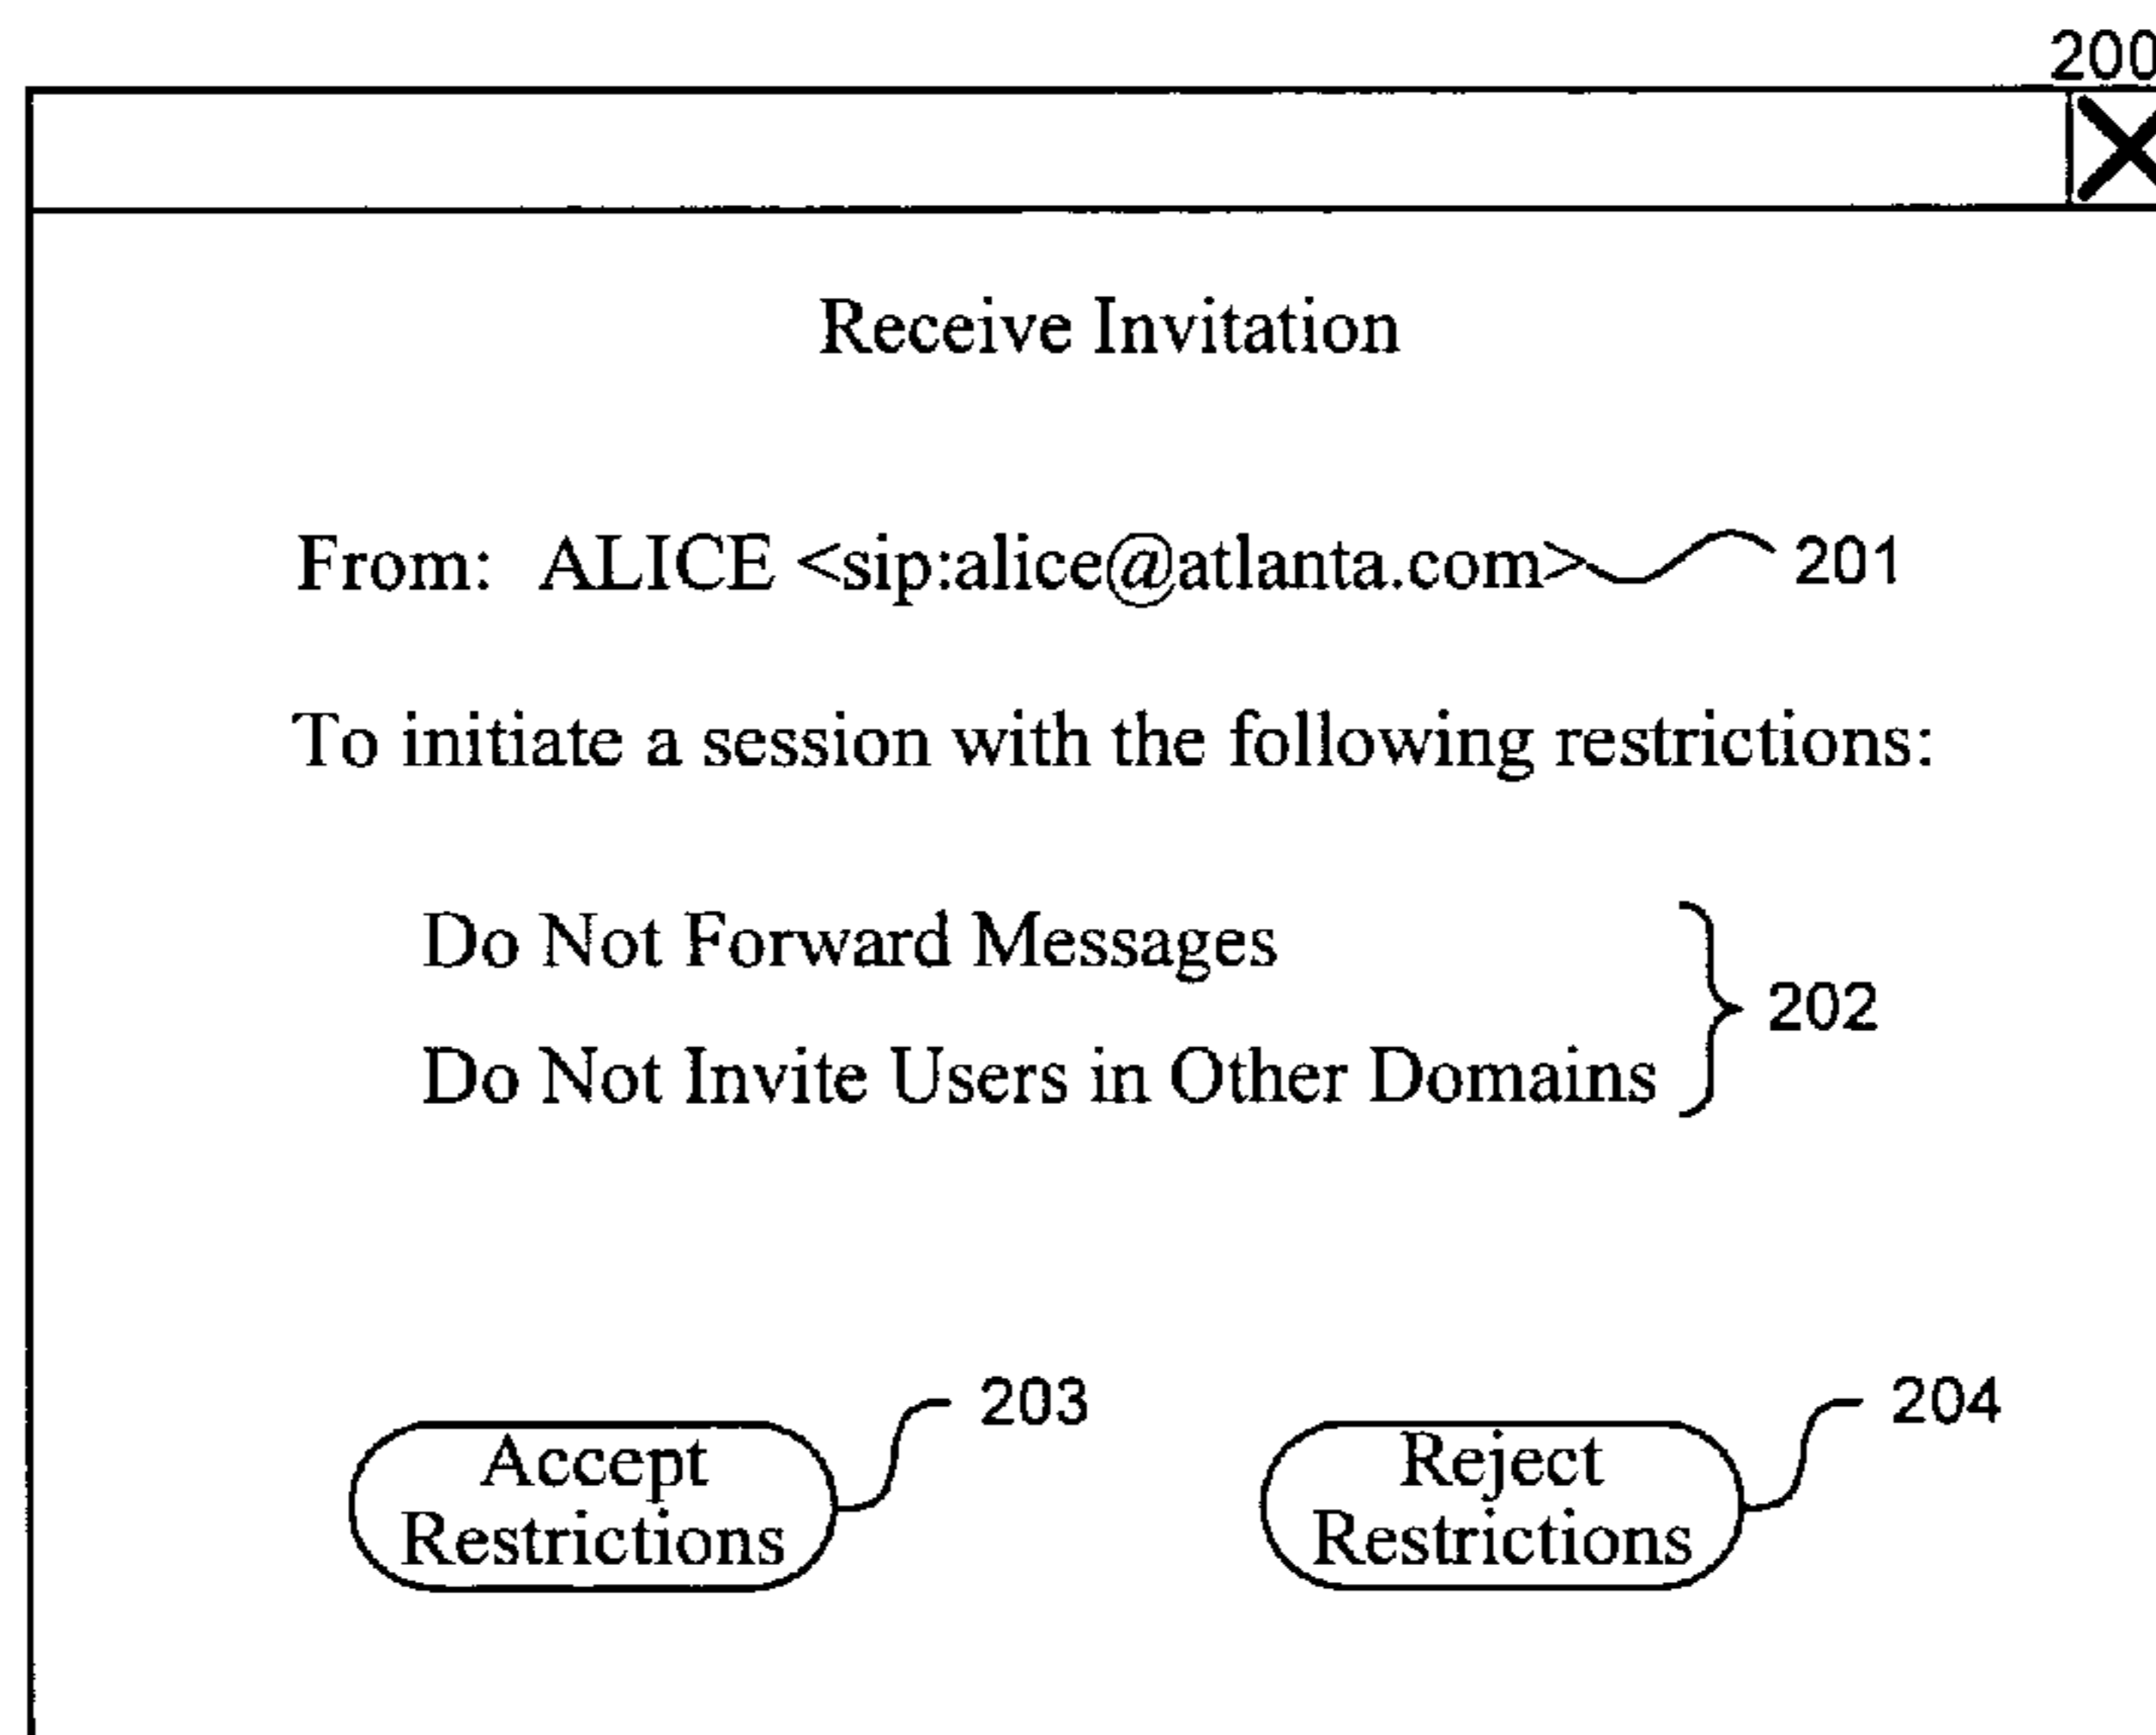 200
Receive Invitation
From: ALICE <sip:alice@atlanta.com> 201
To initiate a session with the following restrictions:
Do Not Forward Messages
202
Do Not Invite Users in Other Domains
203
204
Accept
Restrictions
Reject
Restrictions